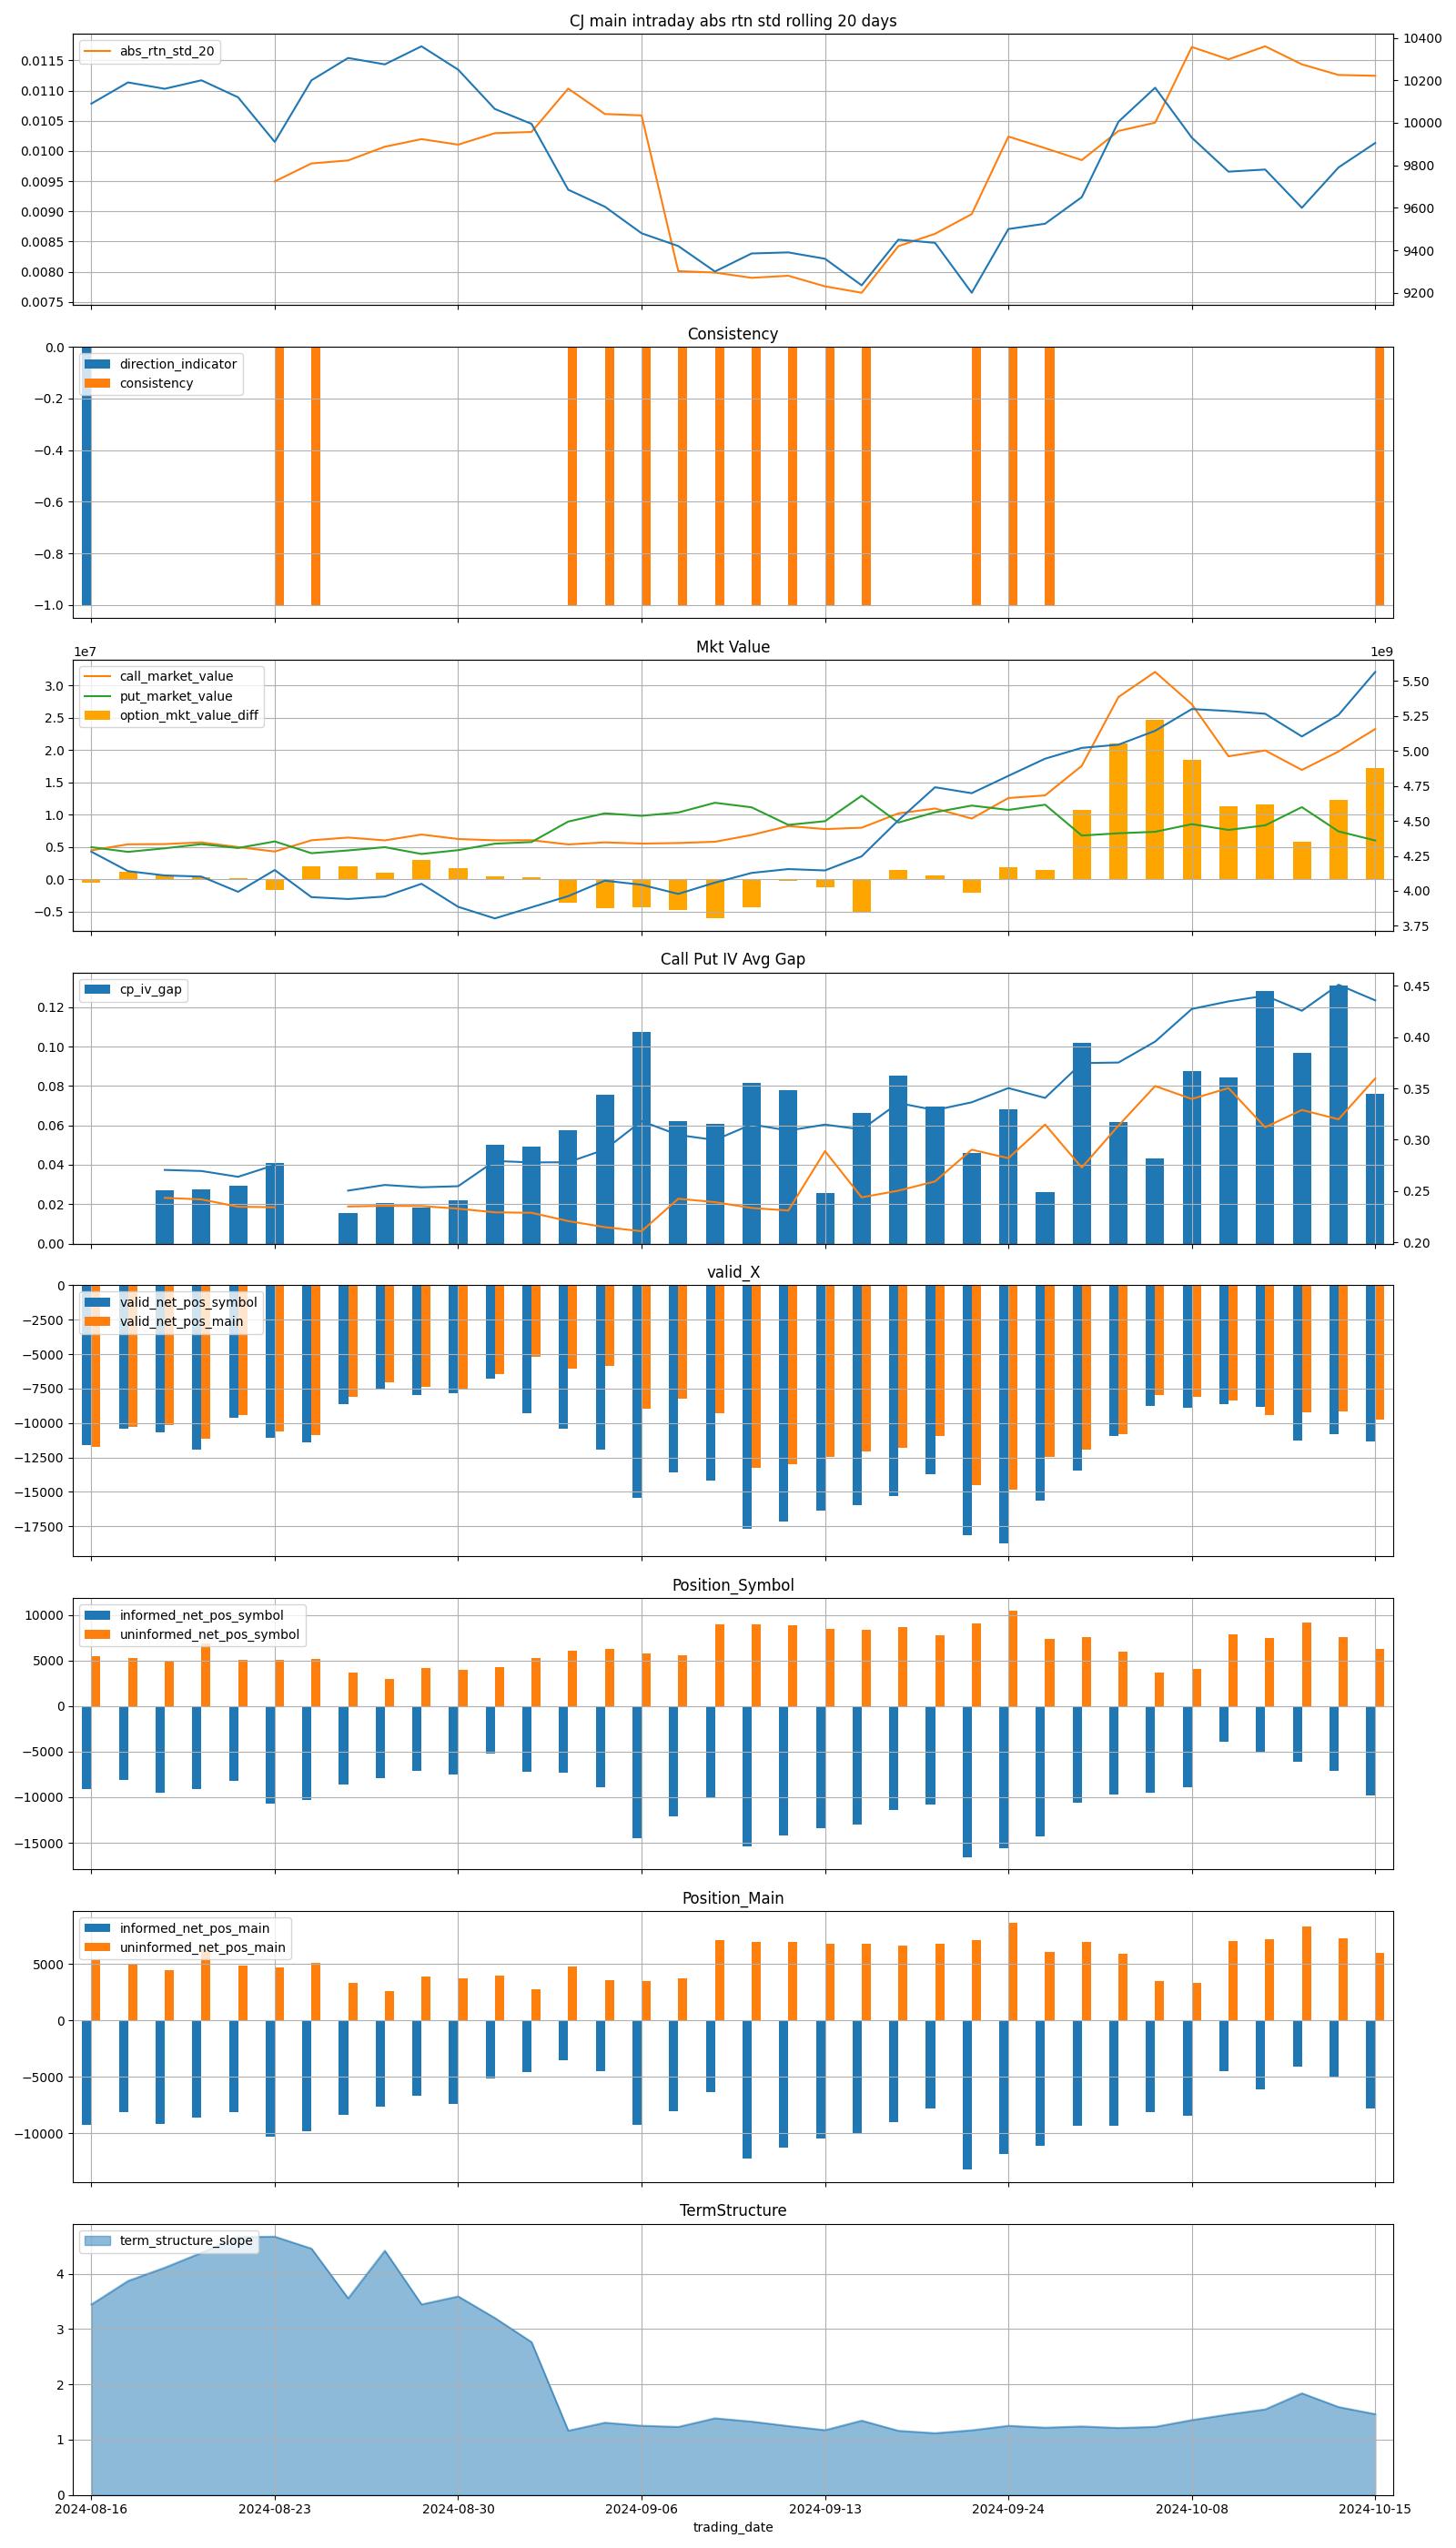 CJ main intraday abs rtn std rolling 20 days
abs_rtn_std_20
0.0115
0.0110
0.0105
0.0100
0.0095
0.0090
0.0085
0.0080
0.0075
10400
10200
10000
9800
9600
9400
9200
Consistency
direction_indicator
consistency
0.0
−0.2
−0.4
−0.6
−0.8
−1.0
Mkt Value
1e7
1e9
call_market_value
put_market_value
option_mkt_value_diff
3.0
2.5
2.0
1.5
1.0
0.5
0.0
−0.5
5.50
5.25
5.00
4.75
4.50
4.25
4.00
3.75
Call Put IV Avg Gap
cp_iv_gap
0.12
0.10
0.08
0.06
0.04
0.02
0.00
0.45
0.40
0.35
0.30
0.25
0.20
valid_X
valid_net_pos_symbol
valid_net_pos_main
0
−2500
−5000
−7500
−10000
−12500
−15000
−17500
Position_Symbol
informed_net_pos_symbol
uninformed_net_pos_symbol
10000
5000
0
−5000
−10000
−15000
Position_Main
informed_net_pos_main
uninformed_net_pos_main
5000
0
−5000
−10000
TermStructure
term_structure_slope
4
3
2
1
0
2024-08-16 2024-08-23 2024-08-30 2024-09-06 2024-09-13 2024-09-24 2024-10-08 2024-10-15
trading_date